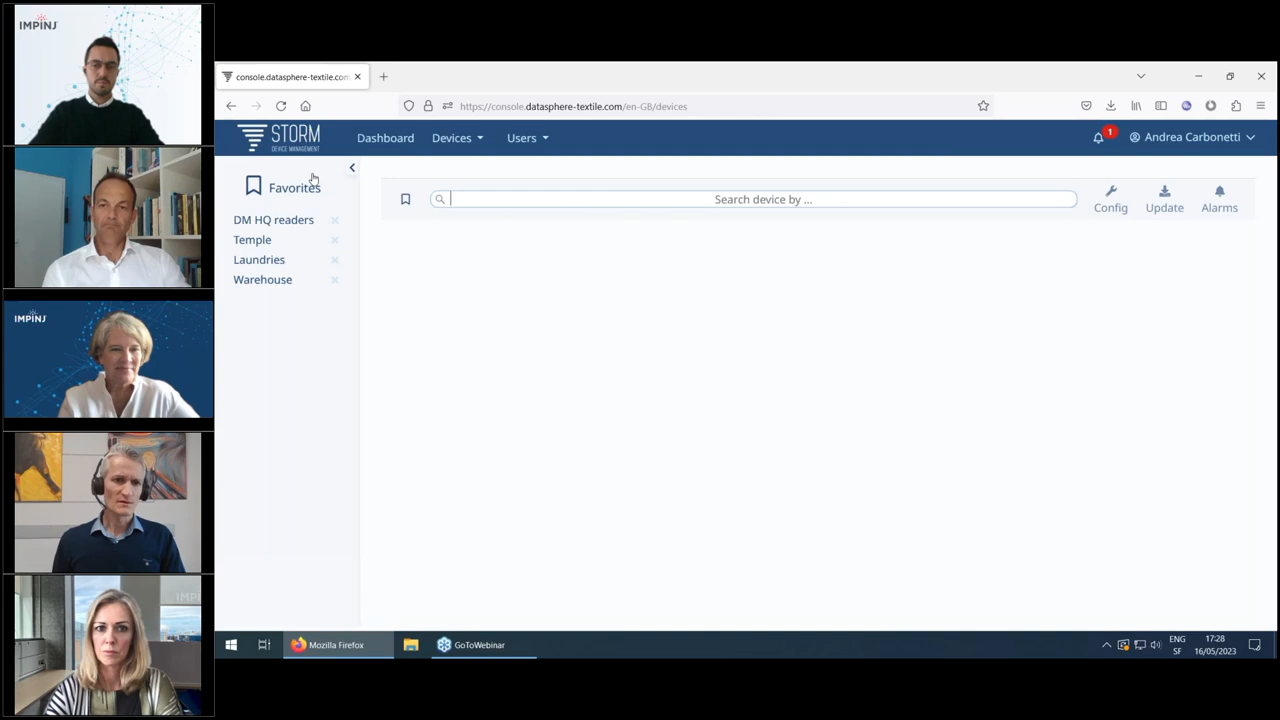 IMPINJ
IMPINJ
IMP
console.datasphere-textile.com
https://console.datasphere-textile.com/en-GB/devices
STORM
DEVICE MANAGEMENT
Dashboard
Devices
Users
1
Andrea Carbonetti
Favorites
DM HQ readers
Temple
Laundries
Warehouse
Search device by ...
Config
Update
Alarms
Mozilla Firefox
GoToWebinar
ENG
SF
17:28
16/05/2023